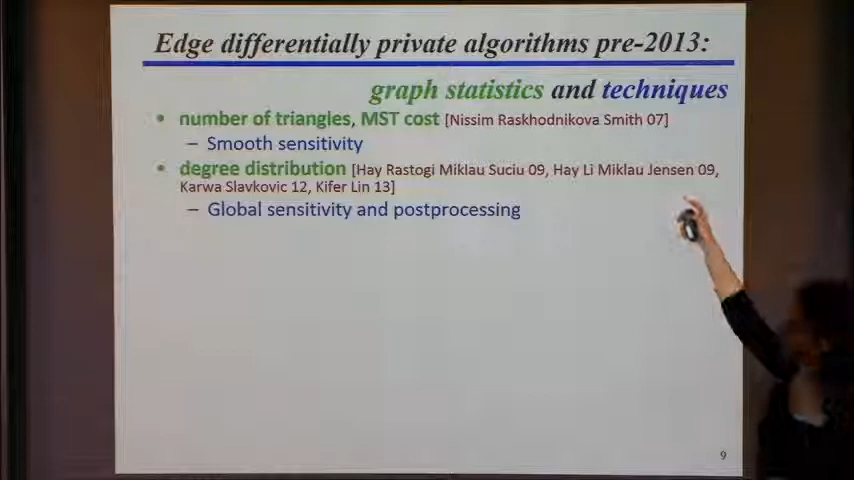 Edge differentially private algorithms pre-2013:
graph statistics and techniques
• number of triangles, MST cost [Nissim Raskhodnikova Smith 07]
– Smooth sensitivity
• degree distribution [Hay Rastogi Miklau Suciu 09, Hay Li Miklau Jensen 09,
Karwa Slavkovic 12, Kifer Lin 13]
– Global sensitivity and postprocessing
9